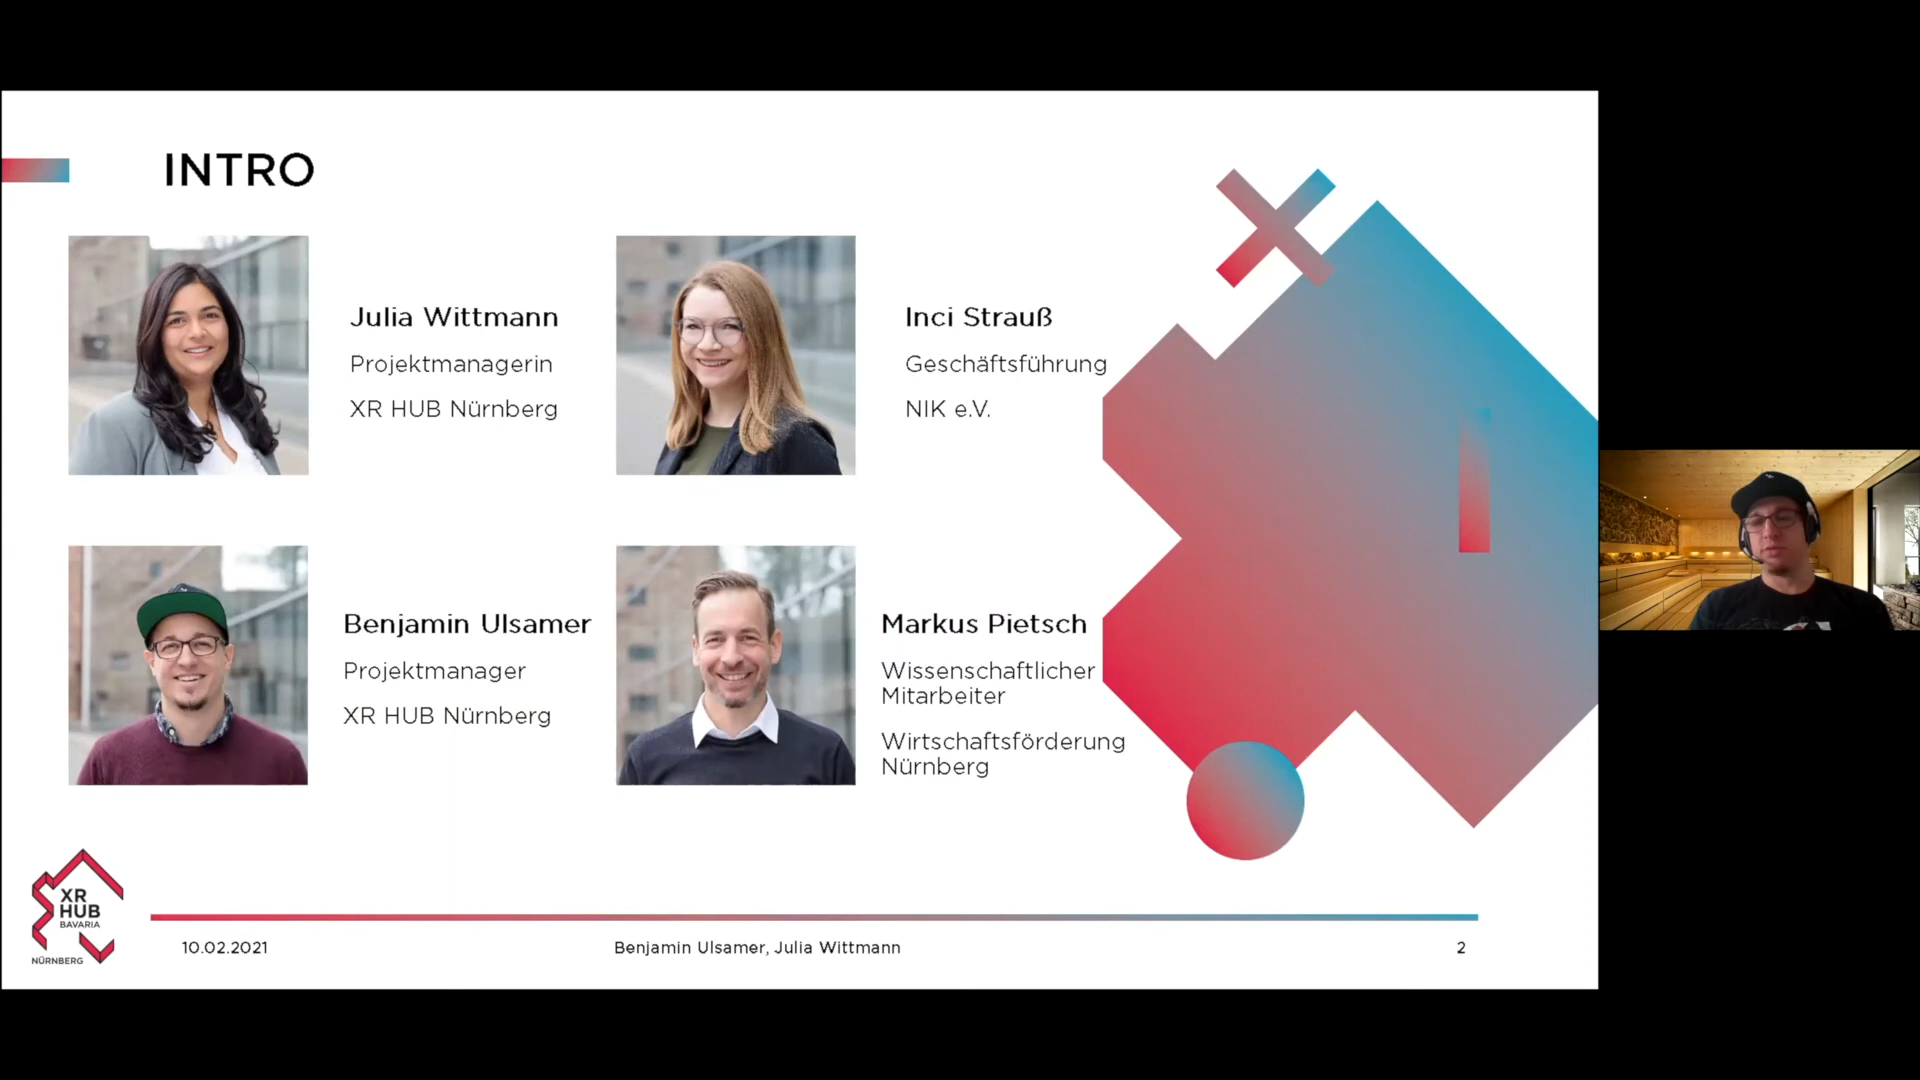 INTRO
Julia Wittmann
Projektmanagerin
XR HUB Nürnberg
Inci Strauß
Geschäftsführung
NIK e.V.
Benjamin Ulsamer
Projektmanager
XR HUB Nürnberg
Markus Pietsch
Wissenschaftlicher
Mitarbeiter
Wirtschaftsförderung
Nürnberg
XR
HUB
BAVARIA
NÜRNBERG
10.02.2021
Benjamin Ulsamer, Julia Wittmann
2